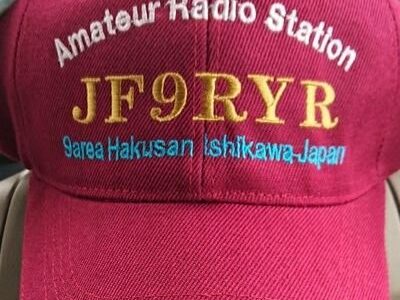 Amateur Radio Station
JF9RYR
9area Hakusan Ishikawa-Japan